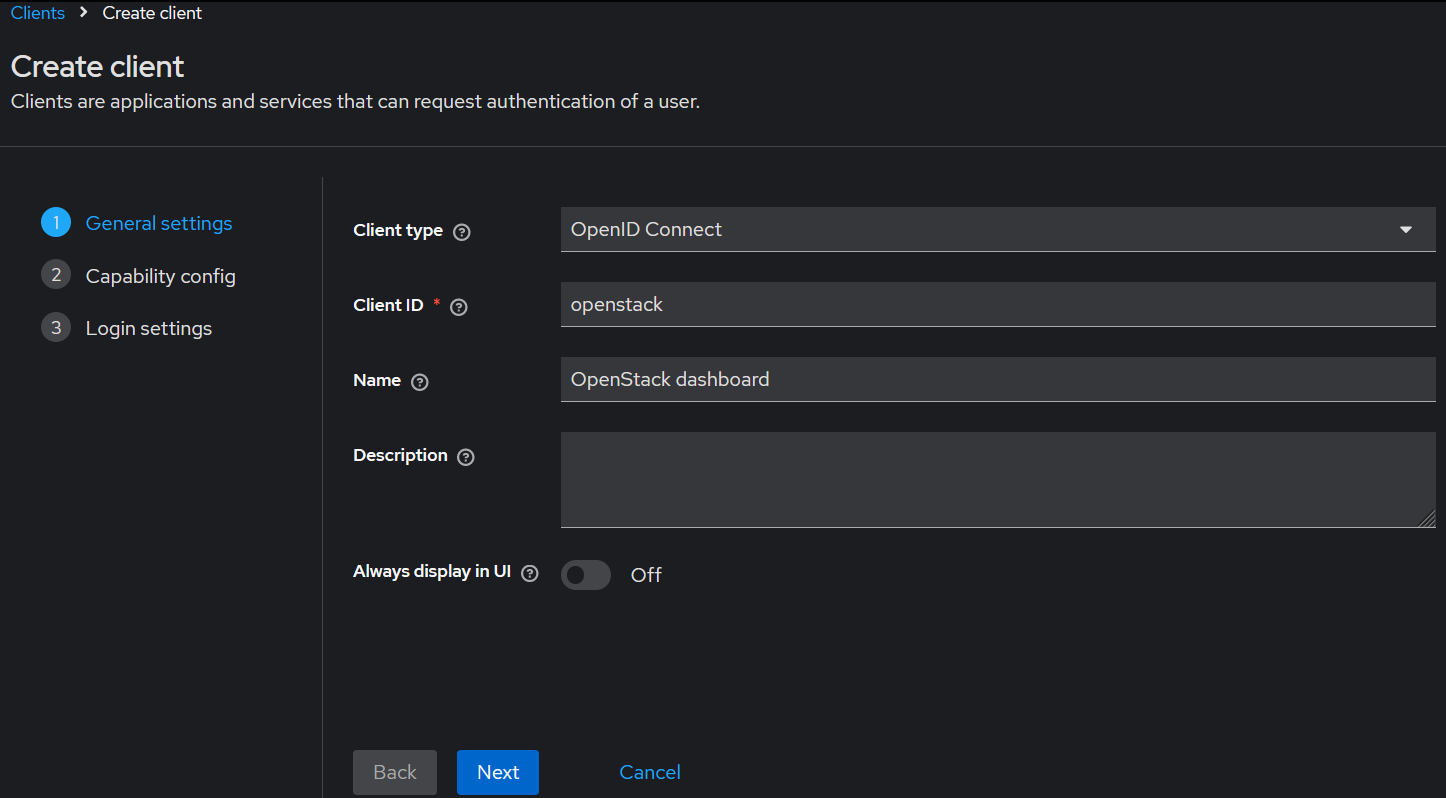 Clients > Create client
Create client
Clients are applications and services that can request authentication of a user.
1 General settings
2 Capability config
3 Login settings
Client type ? OpenID Connect
Client ID * ? openstack
Name ? OpenStack dashboard
Description ?
Always display in UI ? Off
Back Next Cancel